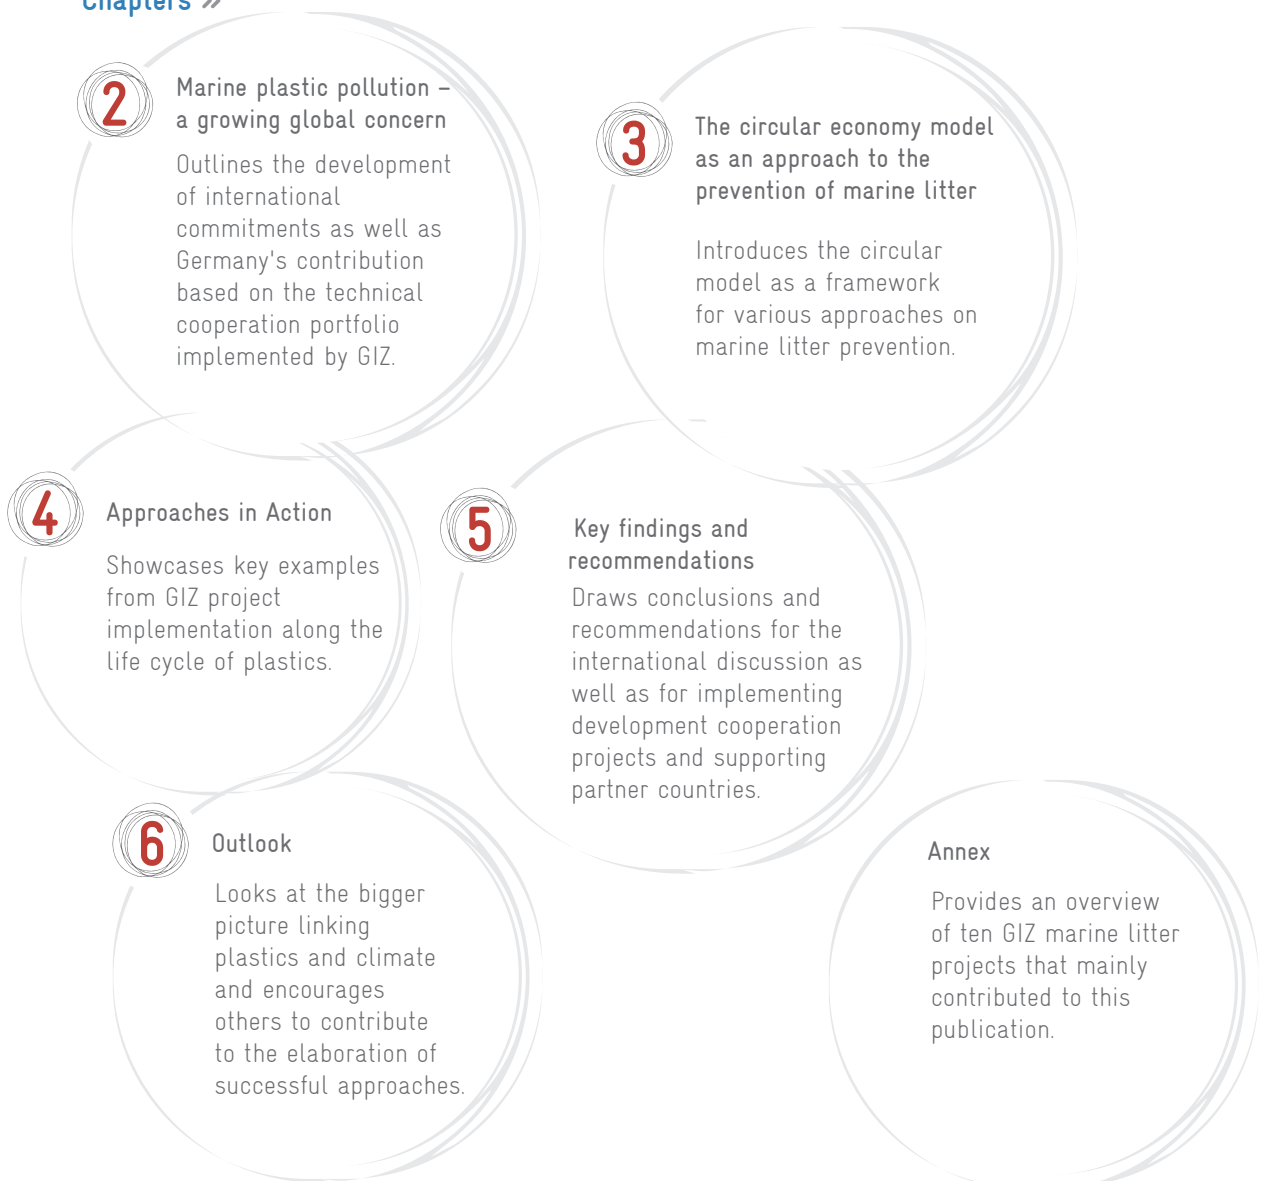 Chapters »
2
Marine plastic pollution –
a growing global concern
Outlines the development
of international
commitments as well as
Germany's contribution
based on the technical
cooperation portfolio
implemented by GIZ.
3
The circular economy model
as an approach to the
prevention of marine litter
Introduces the circular
model as a framework
for various approaches on
marine litter prevention.
4
Approaches in Action
Showcases key examples
from GIZ project
implementation along the
life cycle of plastics.
5
Key findings and
recommendations
Draws conclusions and
recommendations for the
international discussion as
well as for implementing
development cooperation
projects and supporting
partner countries.
6
Outlook
Looks at the bigger
picture linking
plastics and climate
and encourages
others to contribute
to the elaboration of
successful approaches.
Annex
Provides an overview
of ten GIZ marine litter
projects that mainly
contributed to this
publication.